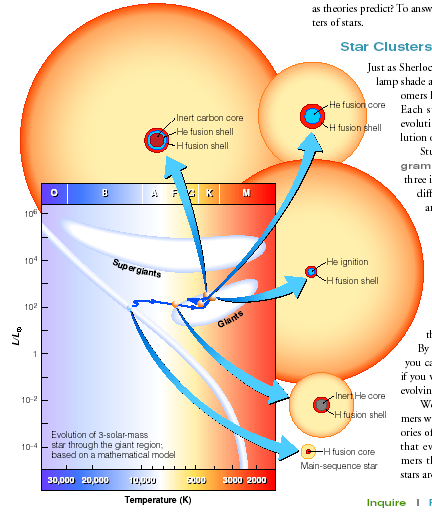 as theories predict? To answ
ters of stars.
Star Clusters
Just as Sherloc
lamp shade a
omers l
Each s
evoluti
lution o
Stu
gram
three i
diff
an
th
By
you ca
if you v
evolvin
We
mers w
ories of
that ev
mers th
stars are
Inert carbon core
He fusion shell
H fusion shell
He fusion core
H fusion shell
He ignition
H fusion shell
Inert He core
H fusion shell
H fusion core
Main-sequence star
O B A F G K M
10⁶
10⁴
10²
1
10⁻²
10⁻⁴
L/L⊙
Supergiants
Giants
Evolution of 3-solar-mass
star through the giant region;
based on a mathematical model
30,000 20,000 10,000 5000 3000 2000
Temperature (K)
Inquire |